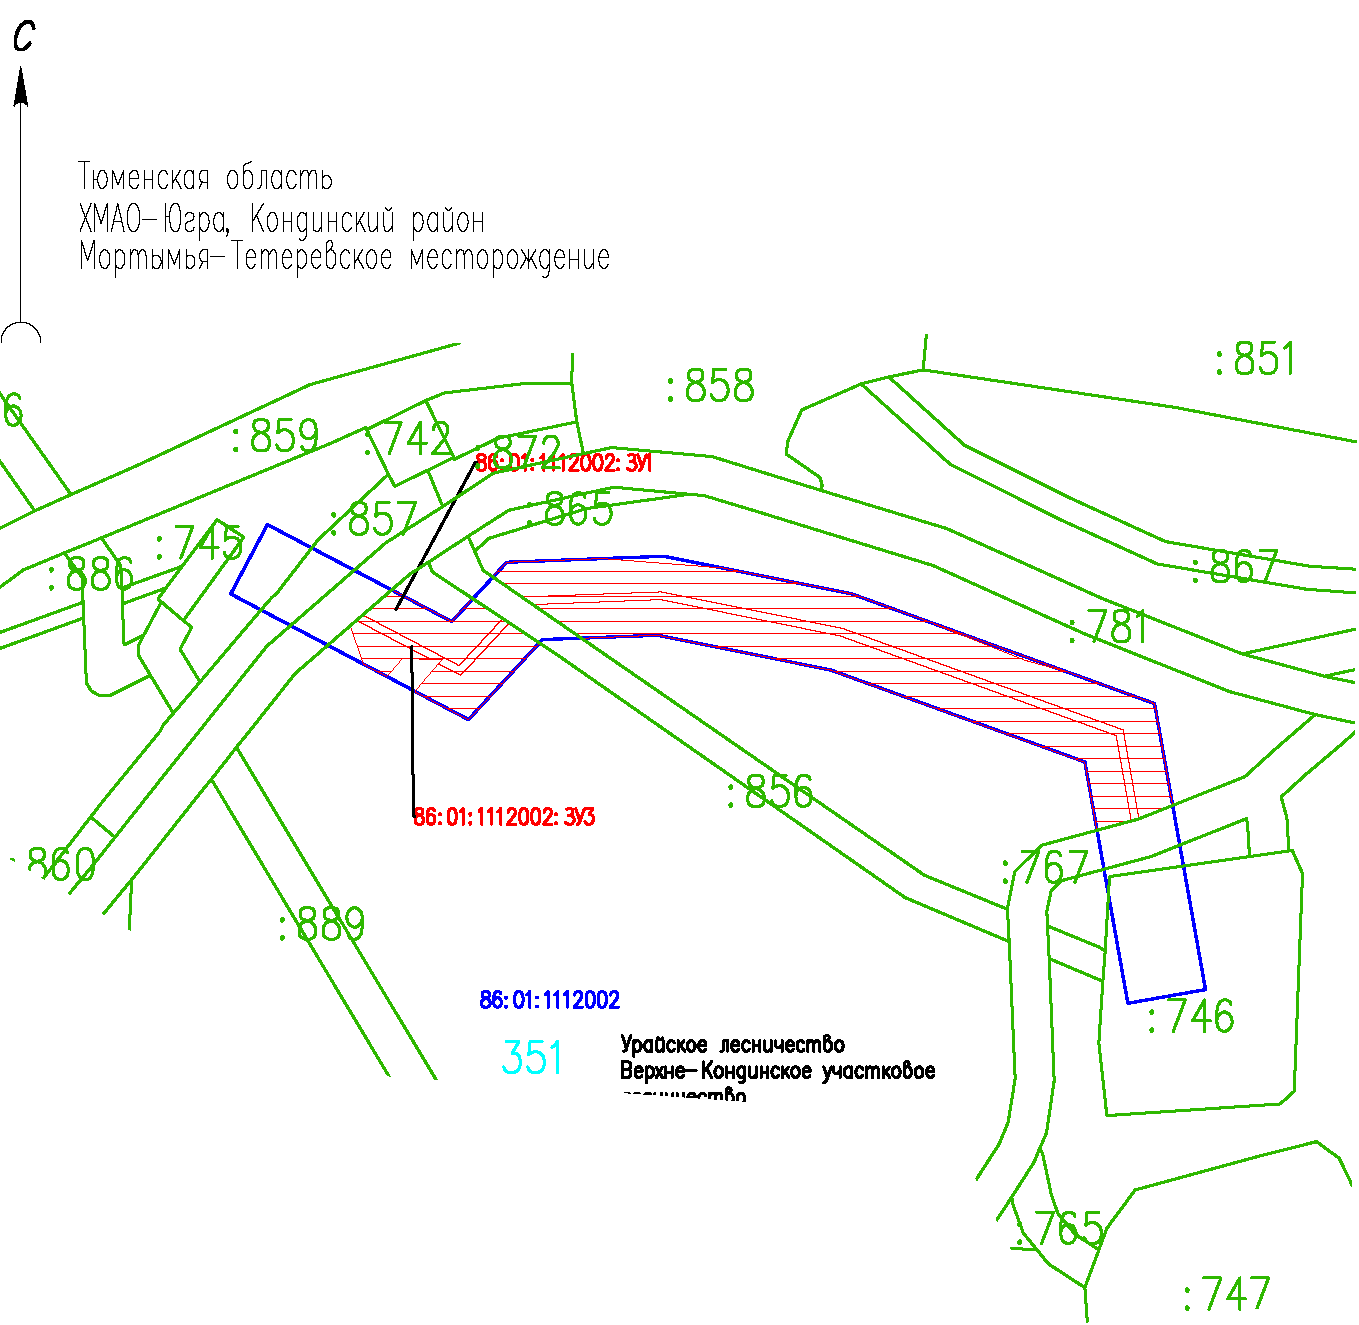 С
Тюменская область
ХМАО-Югра, Кондинский район
Мортымья-Тетеревское месторождение
:851
:858
6
:859
:742
:872
86:01:1112002:ЗУ1
:865
:857
:745
:886
:867
:781
:856
86:01:1112002:ЗУ3
:860
:767
:889
86:01:1112002
:746
351
Урайское лесничество
Верхне-Кондинское участковое
лесничество
:765
:747